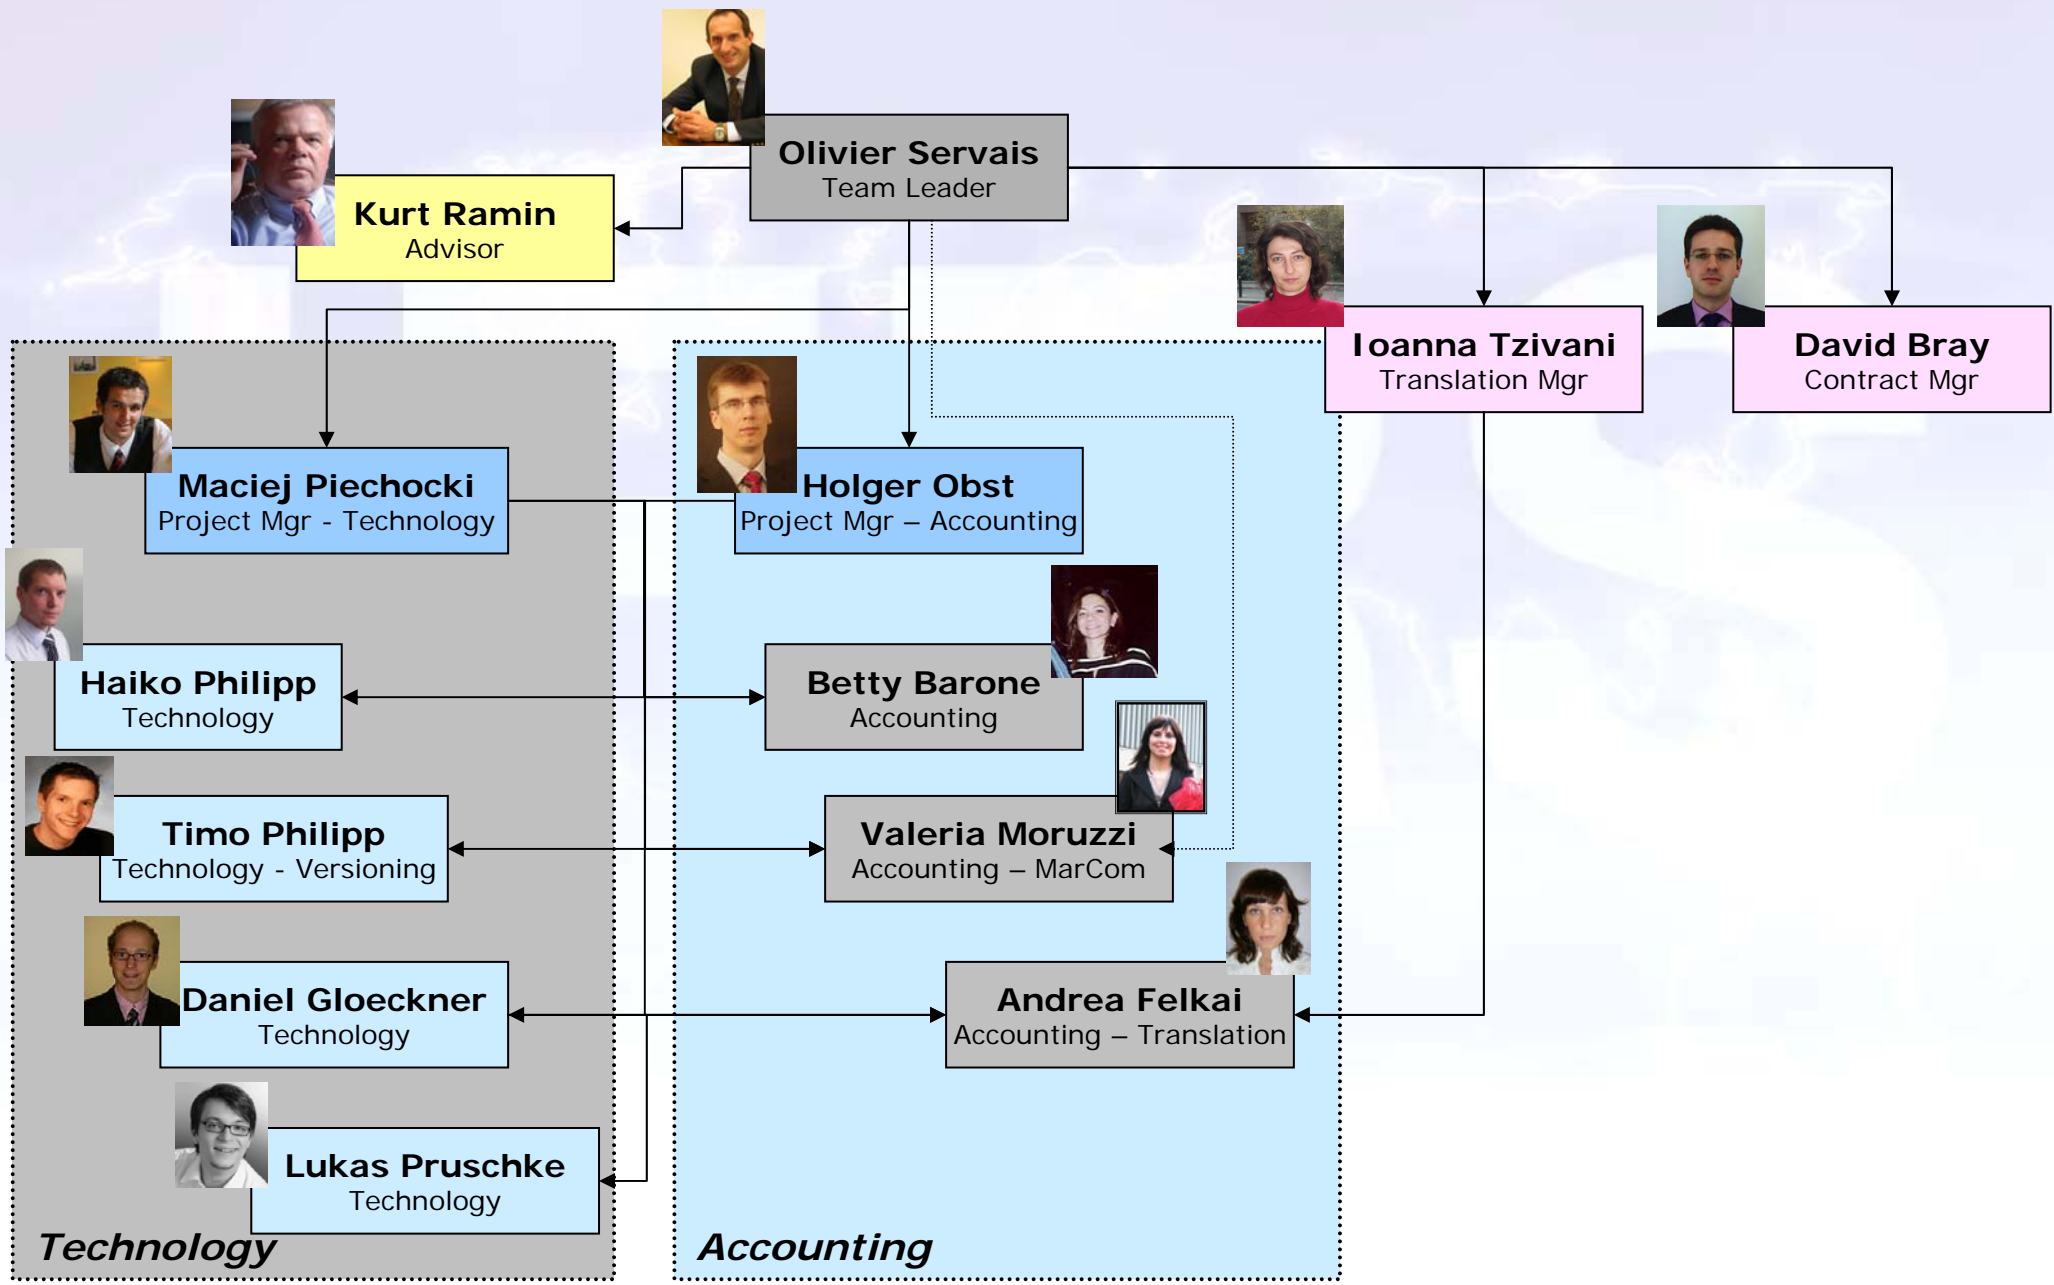 Olivier Servais
Team Leader
Kurt Ramin
Advisor
Ioanna Tzivani
Translation Mgr
David Bray
Contract Mgr
Maciej Piechocki
Project Mgr - Technology
Holger Obst
Project Mgr – Accounting
Haiko Philipp
Technology
Betty Barone
Accounting
Timo Philipp
Technology - Versioning
Valeria Moruzzi
Accounting – MarCom
Daniel Gloeckner
Technology
Andrea Felkai
Accounting – Translation
Lukas Pruschke
Technology
Technology
Accounting